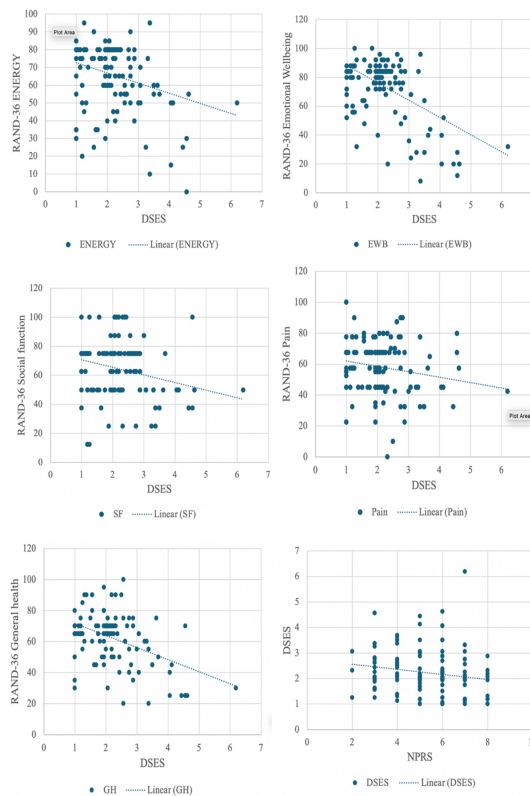 100
90
80
70
60
50
40
30
20
10
0
0 1 2 3 4 5 6 7
RAND-36 ENERGY
Plot Area
DSES
ENERGY Linear (ENERGY)
120
100
80
60
40
20
0
0 1 2 3 4 5 6 7
RAND-36 Emotional Wellbeing
DSES
EWB Linear (EWB)
120
100
80
60
40
20
0
0 1 2 3 4 5 6 7
RAND-36 Social function
DSES
SF Linear (SF)
120
100
80
60
40
20
0
0 1 2 3 4 5 6 7
RAND-36 Pain
Plot Area
DSES
Pain Linear (Pain)
120
100
80
60
40
20
0
0 1 2 3 4 5 6 7
RAND-36 General health
DSES
GH Linear (GH)
7
6
5
4
3
2
1
0
0 2 4 6 8
DSES
NPRS
DSES Linear (DSES)